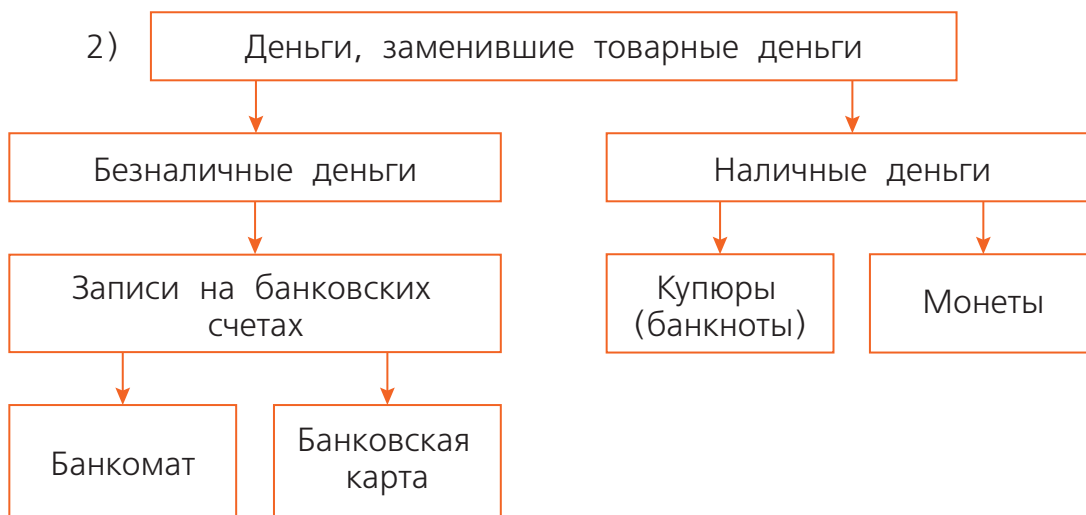 2)
Деньги, заменившие товарные деньги
Безналичные деньги
Наличные деньги
Записи на банковских
счетах
Купюры
(банкноты)
Монеты
Банкомат
Банковская
карта